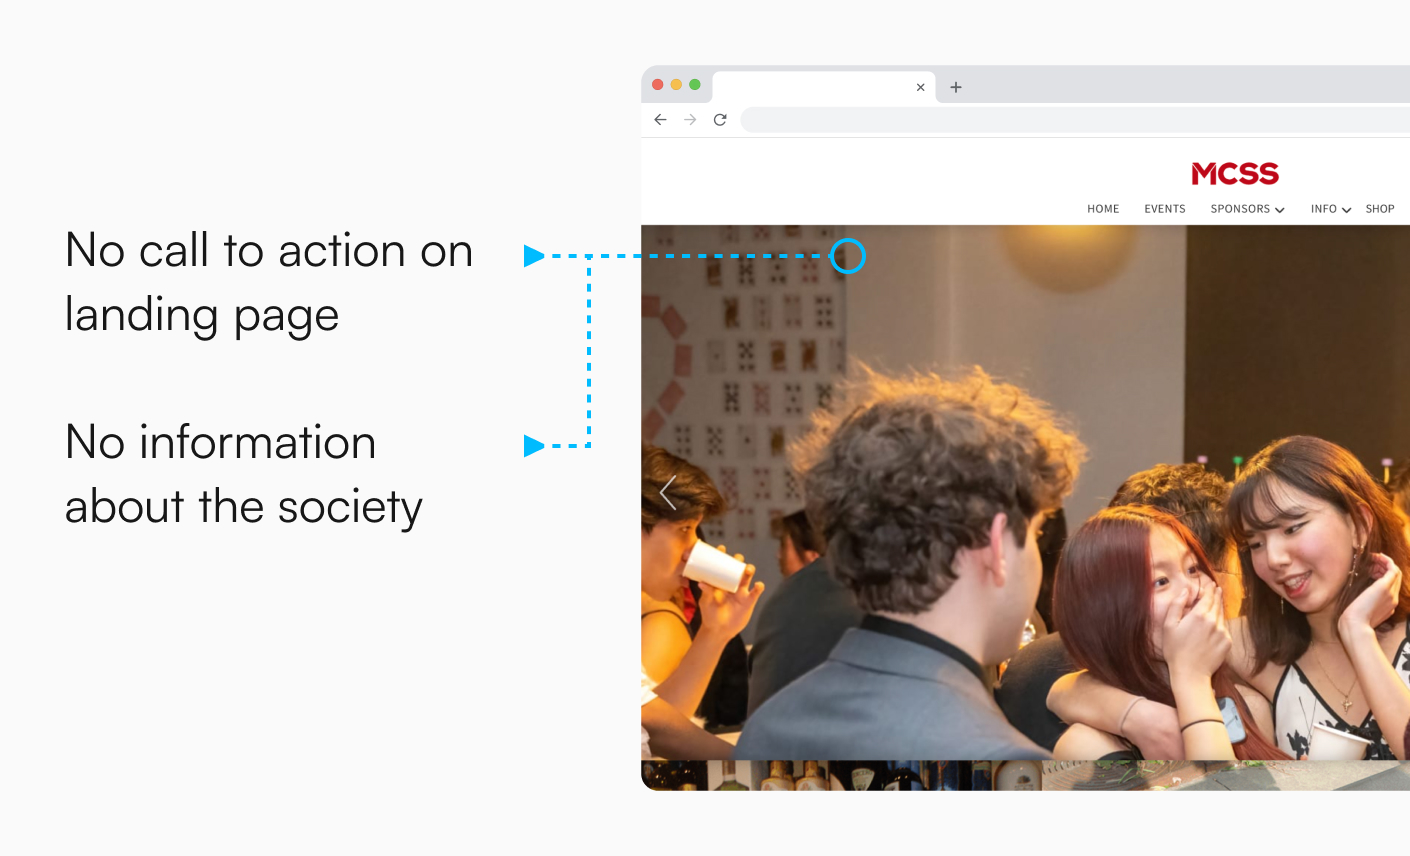 No call to action on
landing page
No information
about the society
MCSS
HOME EVENTS SPONSORS INFO SHOP